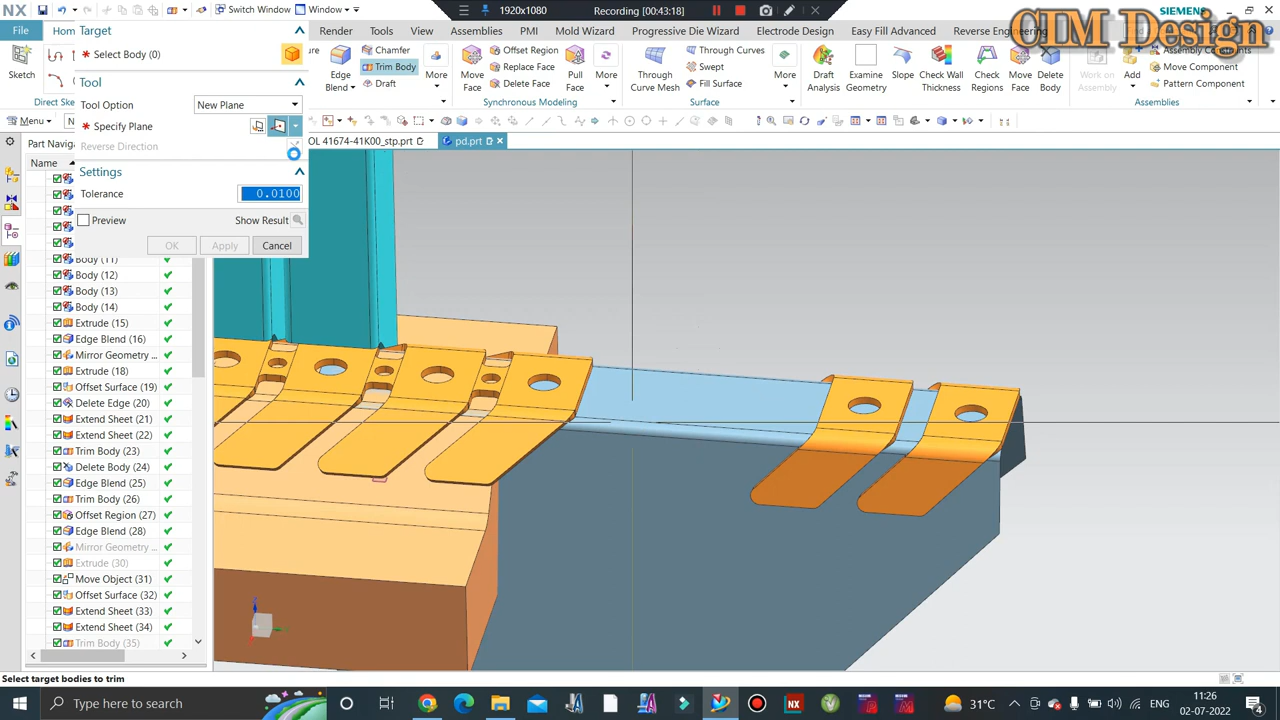 NX
Switch Window
Window
1920x1080
Recording [00:43:18]
SIEMENS
CIM Design
File
Hom
Render
Tools
View
Assemblies
PMI
Mold Wizard
Progressive Die Wizard
Electrode Design
Easy Fill Advanced
Reverse Engineering
Target
Select Body (0)
Tool
Tool Option
New Plane
Specify Plane
Reverse Direction
Settings
Tolerance
0.0100
Preview
Show Result
OK
Apply
Cancel
Sketch
Direct Sk
Menu
Edge
Blend
Chamfer
Trim Body
Draft
More
Move
Face
Offset Region
Replace Face
Delete Face
Pull
Face
More
Synchronous Modeling
Through
Curve Mesh
Through Curves
Swept
Fill Surface
More
Surface
Draft
Analysis
Examine
Geometry
Slope
Check Wall
Thickness
Check
Regions
Move
Face
Delete
Body
Work on
Assembly
Add
Assembly Constraints
Move Component
Pattern Component
Assemblies
OL 41674-41K00_stp.prt
pd.prt
Part Naviga
Name
Body (11)
Body (12)
Body (13)
Body (14)
Extrude (15)
Edge Blend (16)
Mirror Geometry ...
Extrude (18)
Offset Surface (19)
Delete Edge (20)
Extend Sheet (21)
Extend Sheet (22)
Trim Body (23)
Delete Body (24)
Edge Blend (25)
Trim Body (26)
Offset Region (27)
Edge Blend (28)
Mirror Geometry ...
Extrude (30)
Move Object (31)
Offset Surface (32)
Extend Sheet (33)
Extend Sheet (34)
Trim Body (35)
Select target bodies to trim
Type here to search
31°C
ENG
11:26
02-07-2022